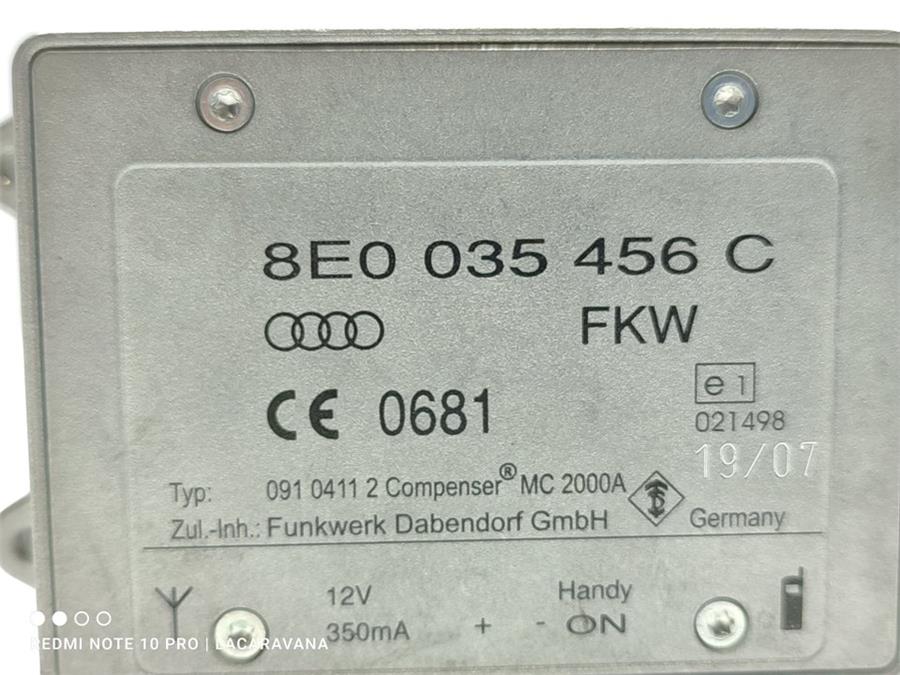 8E0 035 456 C
FKW
CE 0681
e 1
021498
19/07
Typ: 091 0411 2 Compenser® MC 2000A
Zul.-Inh.: Funkwerk Dabendorf GmbH
Germany
12V
350mA
+ -
Handy
ON
REDMI NOTE 10 PRO | LACARAVANA